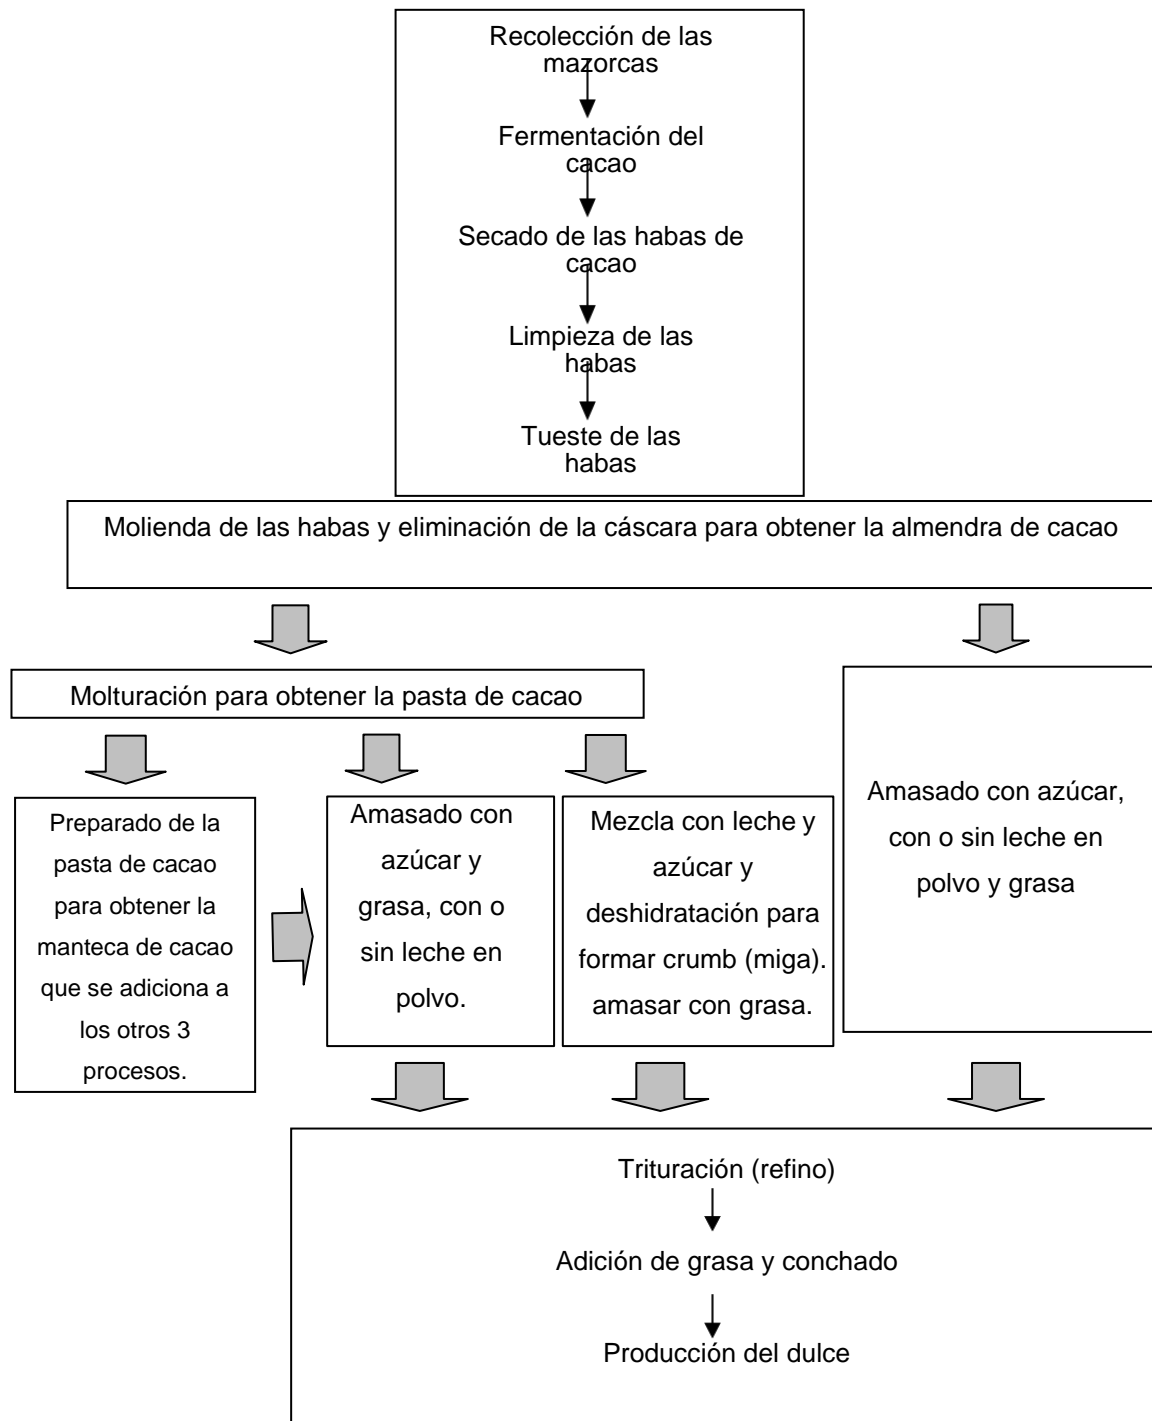 Recolección de las
mazorcas
Fermentación del
cacao
Secado de las habas de
cacao
Limpieza de las
habas
Tueste de las
habas
Molienda de las habas y eliminación de la cáscara para obtener la almendra de cacao
Molturación para obtener la pasta de cacao
Preparado de la
pasta de cacao
para obtener la
manteca de cacao
que se adiciona a
los otros 3
procesos.
Amasado con
azúcar y
grasa, con o
sin leche en
polvo.
Mezcla con leche y
azúcar y
deshidratación para
formar crumb (miga).
amasar con grasa.
Amasado con azúcar,
con o sin leche en
polvo y grasa
Trituración (refino)
Adición de grasa y conchado
Producción del dulce